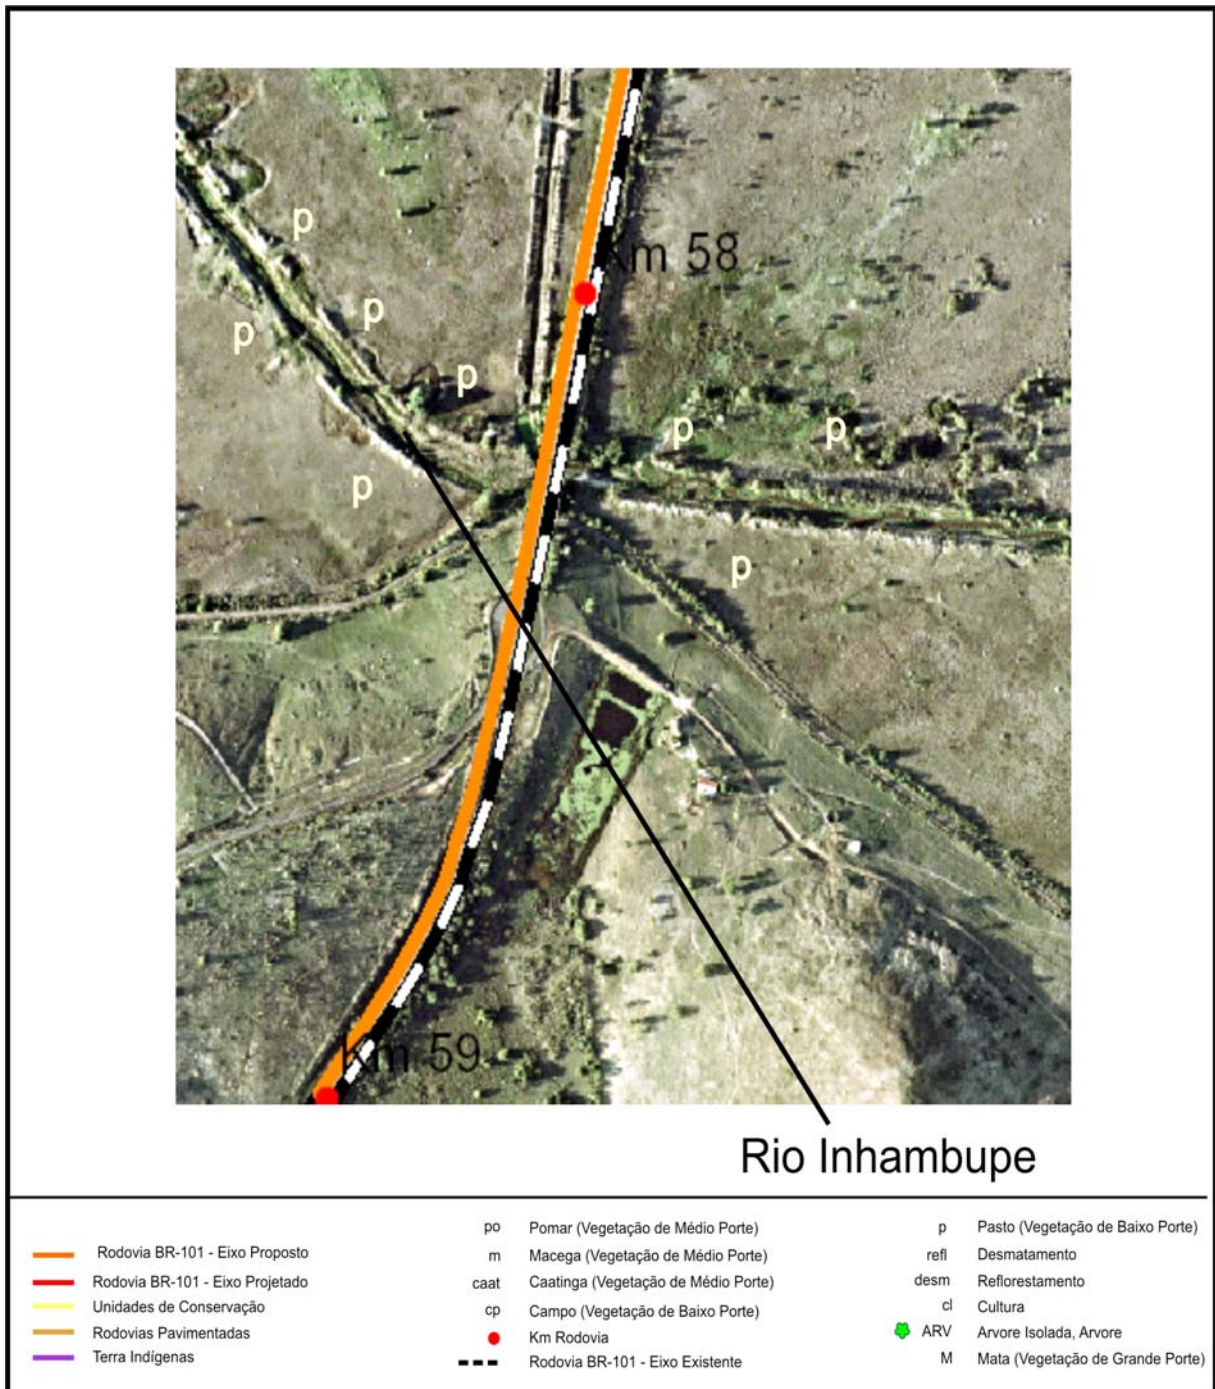 p
Km 58
p
p
p
p
p
p
p
Km 59
Rio Inhambupe
Rodovia BR-101 - Eixo Proposto
Rodovia BR-101 - Eixo Projetado
Unidades de Conservação
Rodovias Pavimentadas
Terra Indígenas
po Pomar (Vegetação de Médio Porte)
m Macega (Vegetação de Médio Porte)
caat Caatinga (Vegetação de Médio Porte)
cp Campo (Vegetação de Baixo Porte)
Km Rodovia
Rodovia BR-101 - Eixo Existente
p Pasto (Vegetação de Baixo Porte)
refl Desmatamento
desm Reflorestamento
cl Cultura
ARV Arvore Isolada, Arvore
M Mata (Vegetação de Grande Porte)